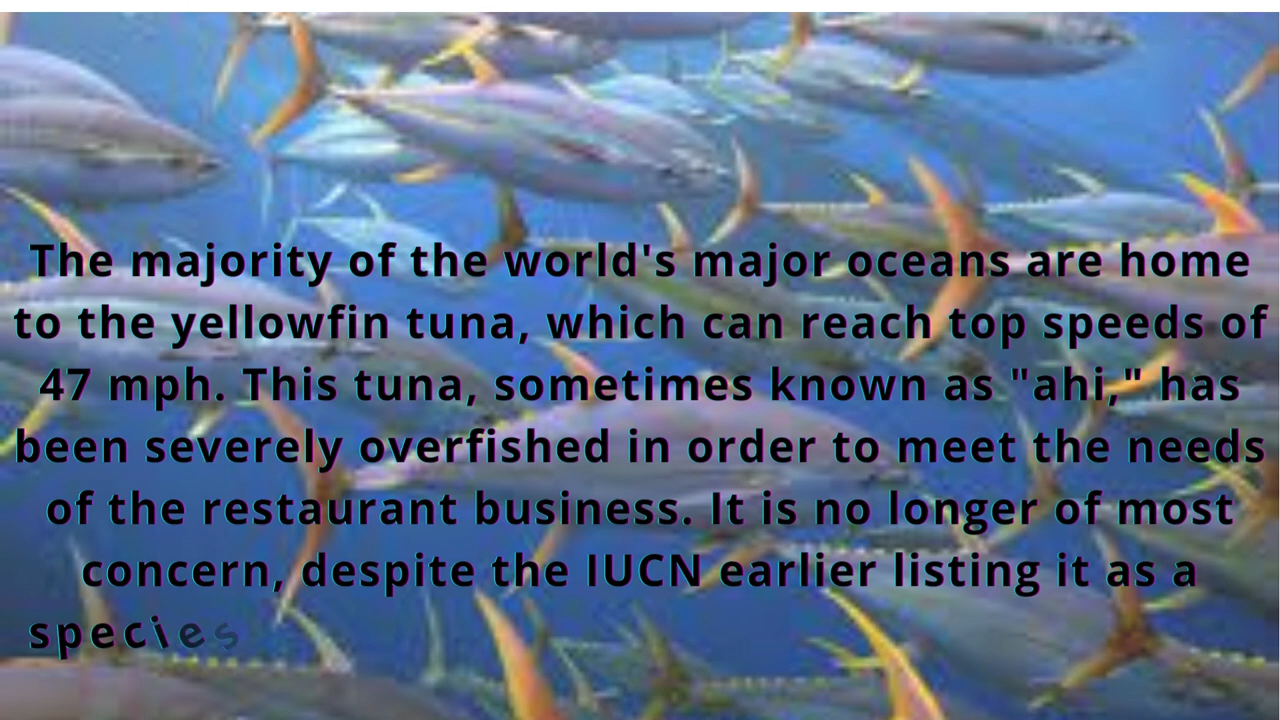 The majority of the world's major oceans are home
to the yellowfin tuna, which can reach top speeds of
47 mph. This tuna, sometimes known as "ahi," has
been severely overfished in order to meet the needs
of the restaurant business. It is no longer of most
concern, despite the IUCN earlier listing it as a
species